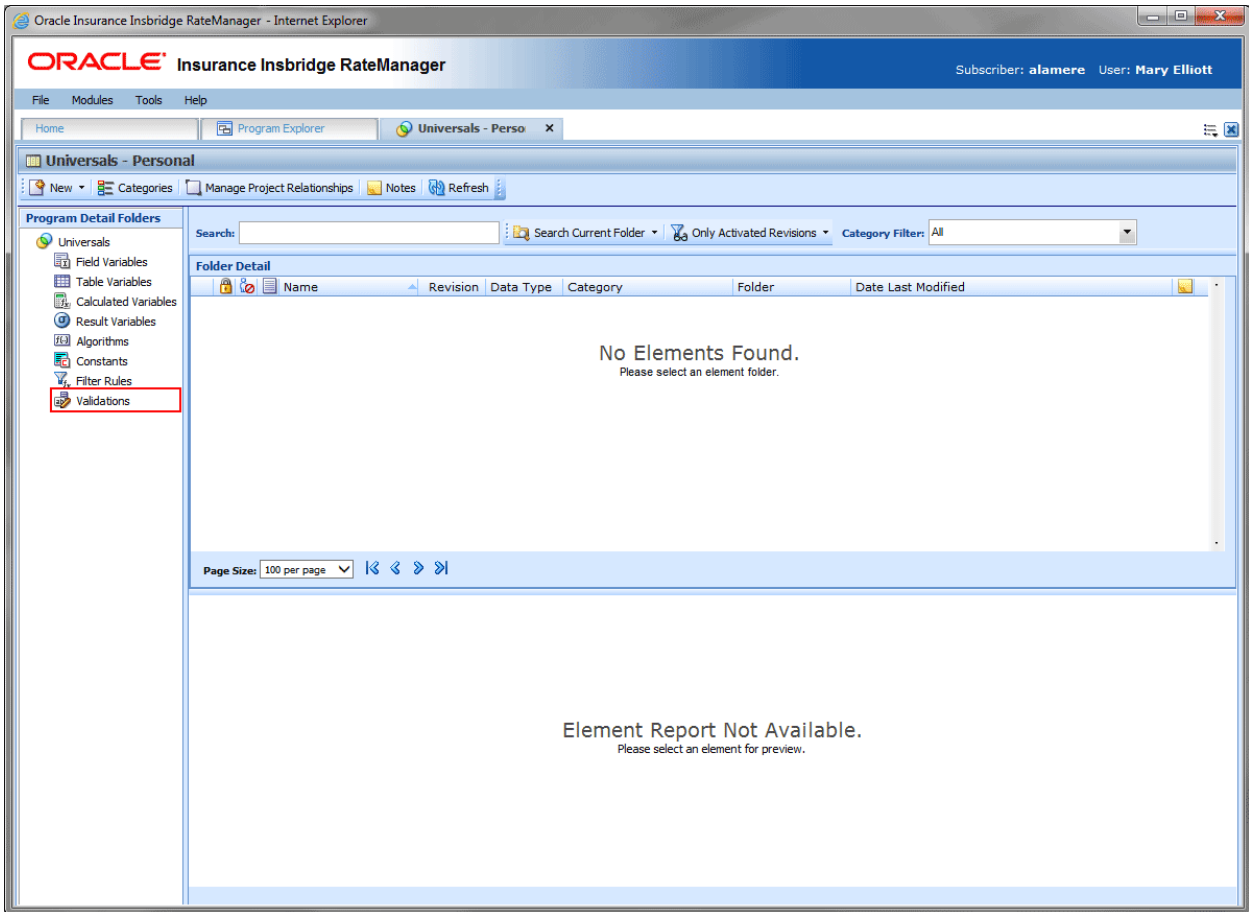 Oracle Insurance Insbridge RateManager - Internet Explorer
ORACLE Insurance Insbridge RateManager
Subscriber: alamere User: Mary Elliott
File Modules Tools Help
Home Program Explorer Universals - Perso
Universals - Personal
New Categories Manage Project Relationships Notes Refresh
Program Detail Folders
Universals
Field Variables
Table Variables
Calculated Variables
Result Variables
Algorithms
Constants
Filter Rules
Validations
Search: Search Current Folder Only Activated Revisions Category Filter: All
Folder Detail
Name Revision Data Type Category Folder Date Last Modified
No Elements Found.
Please select an element folder.
Page Size: 100 per page
Element Report Not Available.
Please select an element for preview.